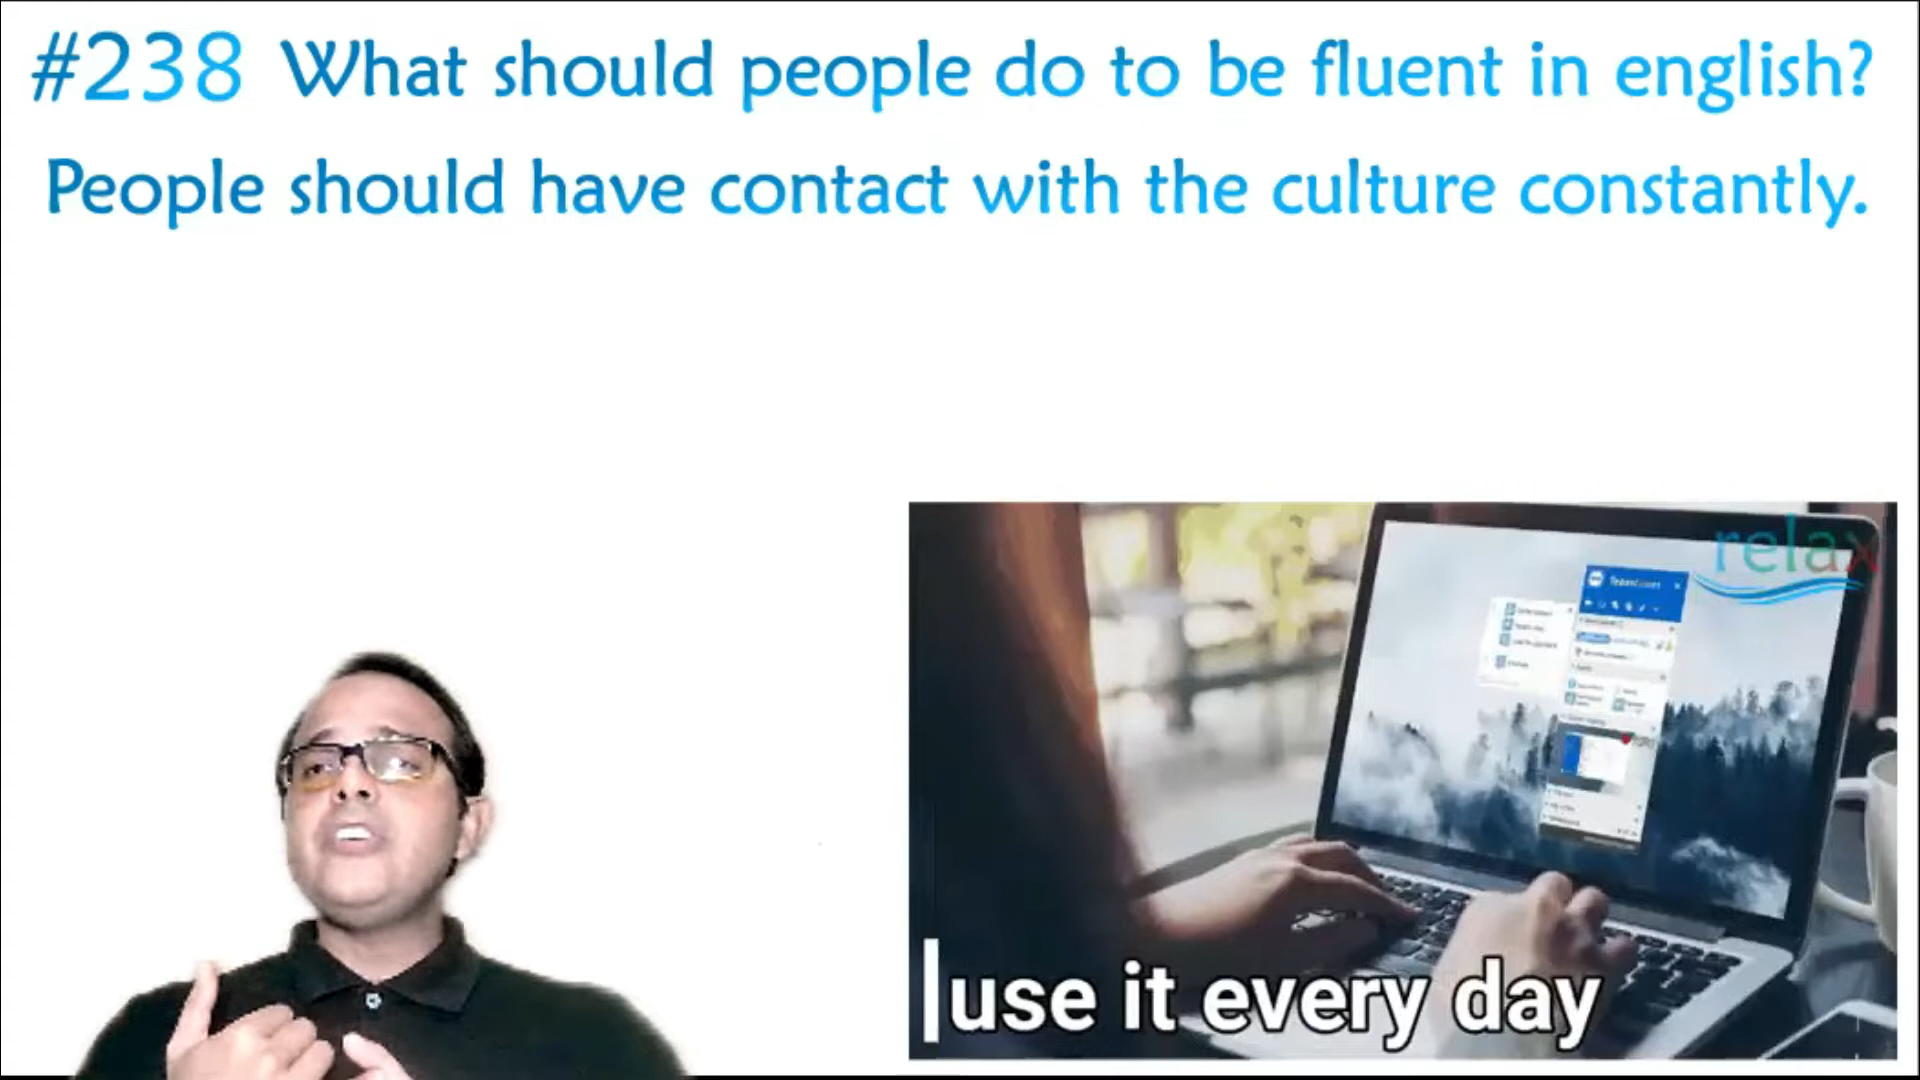 #238 What should people do to be fluent in english?
People should have contact with the culture constantly.
relax
TeamViewer
use it every day